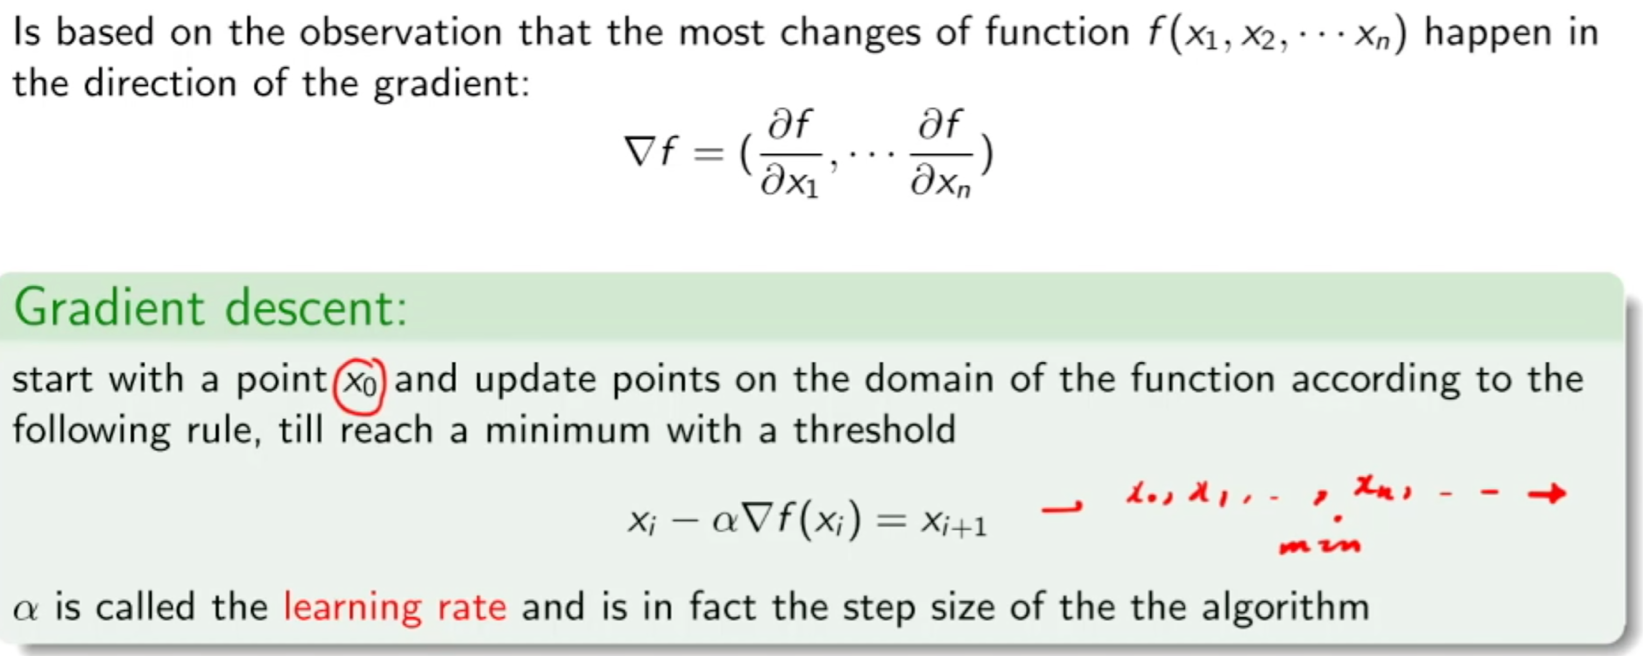 Is based on the observation that the most changes of function f(x₁, x₂, ··· xₙ) happen in
the direction of the gradient:
∇f = (∂f/∂x₁, ··· ∂f/∂xₙ)
Gradient descent:
start with a point x₀ and update points on the domain of the function according to the
following rule, till reach a minimum with a threshold
xᵢ − α∇f(xᵢ) = xᵢ₊₁ → x₀, x₁, . - , xₙ, - - →
min
α is called the learning rate and is in fact the step size of the the algorithm